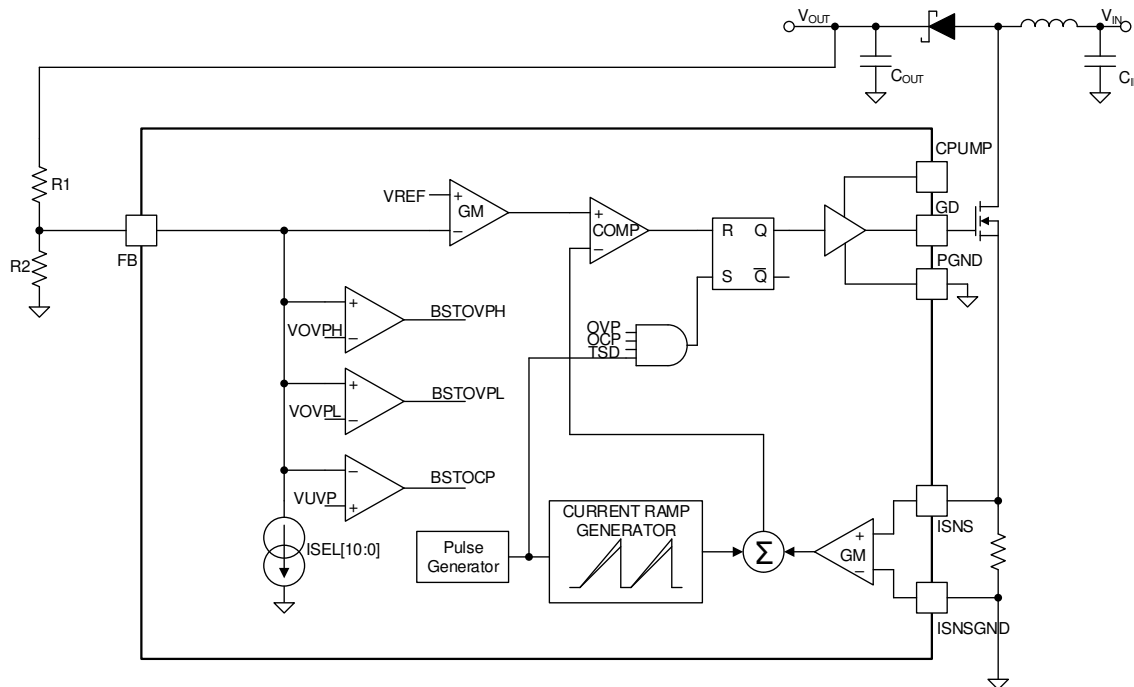 VOUT
VIN
COUT
CI
CPUMP
R1
VREF
+
GM
−
+
COMP
−
R Q
S Q
GD
FB
R2
PGND
+
VOVPH
−
BSTOVPH
OVP
OCP
TSD
+
VOVPL
−
BSTOVPL
−
VUVP
+
BSTOCP
ISEL[10:0]
Pulse
Generator
CURRENT RAMP
GENERATOR
Σ
+
GM
−
ISNS
ISNSGND